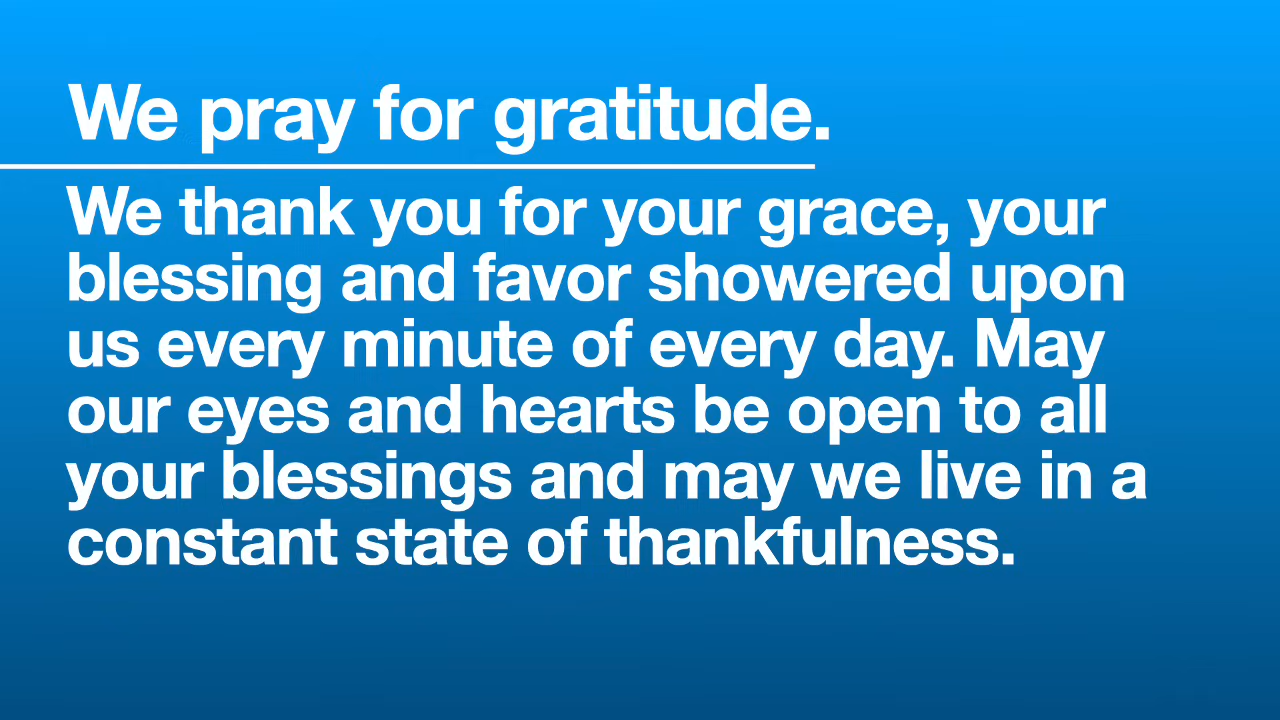 We pray for gratitude.
We thank you for your grace, your
blessing and favor showered upon
us every minute of every day. May
our eyes and hearts be open to all
your blessings and may we live in a
constant state of thankfulness.